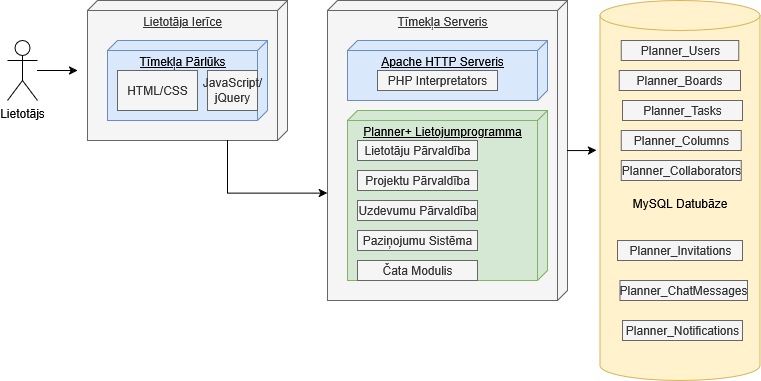 Lietotājs
Lietotāja Ierīce
Tīmekļa Pārlūks
HTML/CSS
JavaScript/
jQuery
Tīmekļa Serveris
Apache HTTP Serveris
PHP Interpretators
Planner+ Lietojumprogramma
Lietotāju Pārvaldība
Projektu Pārvaldība
Uzdevumu Pārvaldība
Paziņojumu Sistēma
Čata Modulis
Planner_Users
Planner_Boards
Planner_Tasks
Planner_Columns
Planner_Collaborators
MySQL Datubāze
Planner_Invitations
Planner_ChatMessages
Planner_Notifications